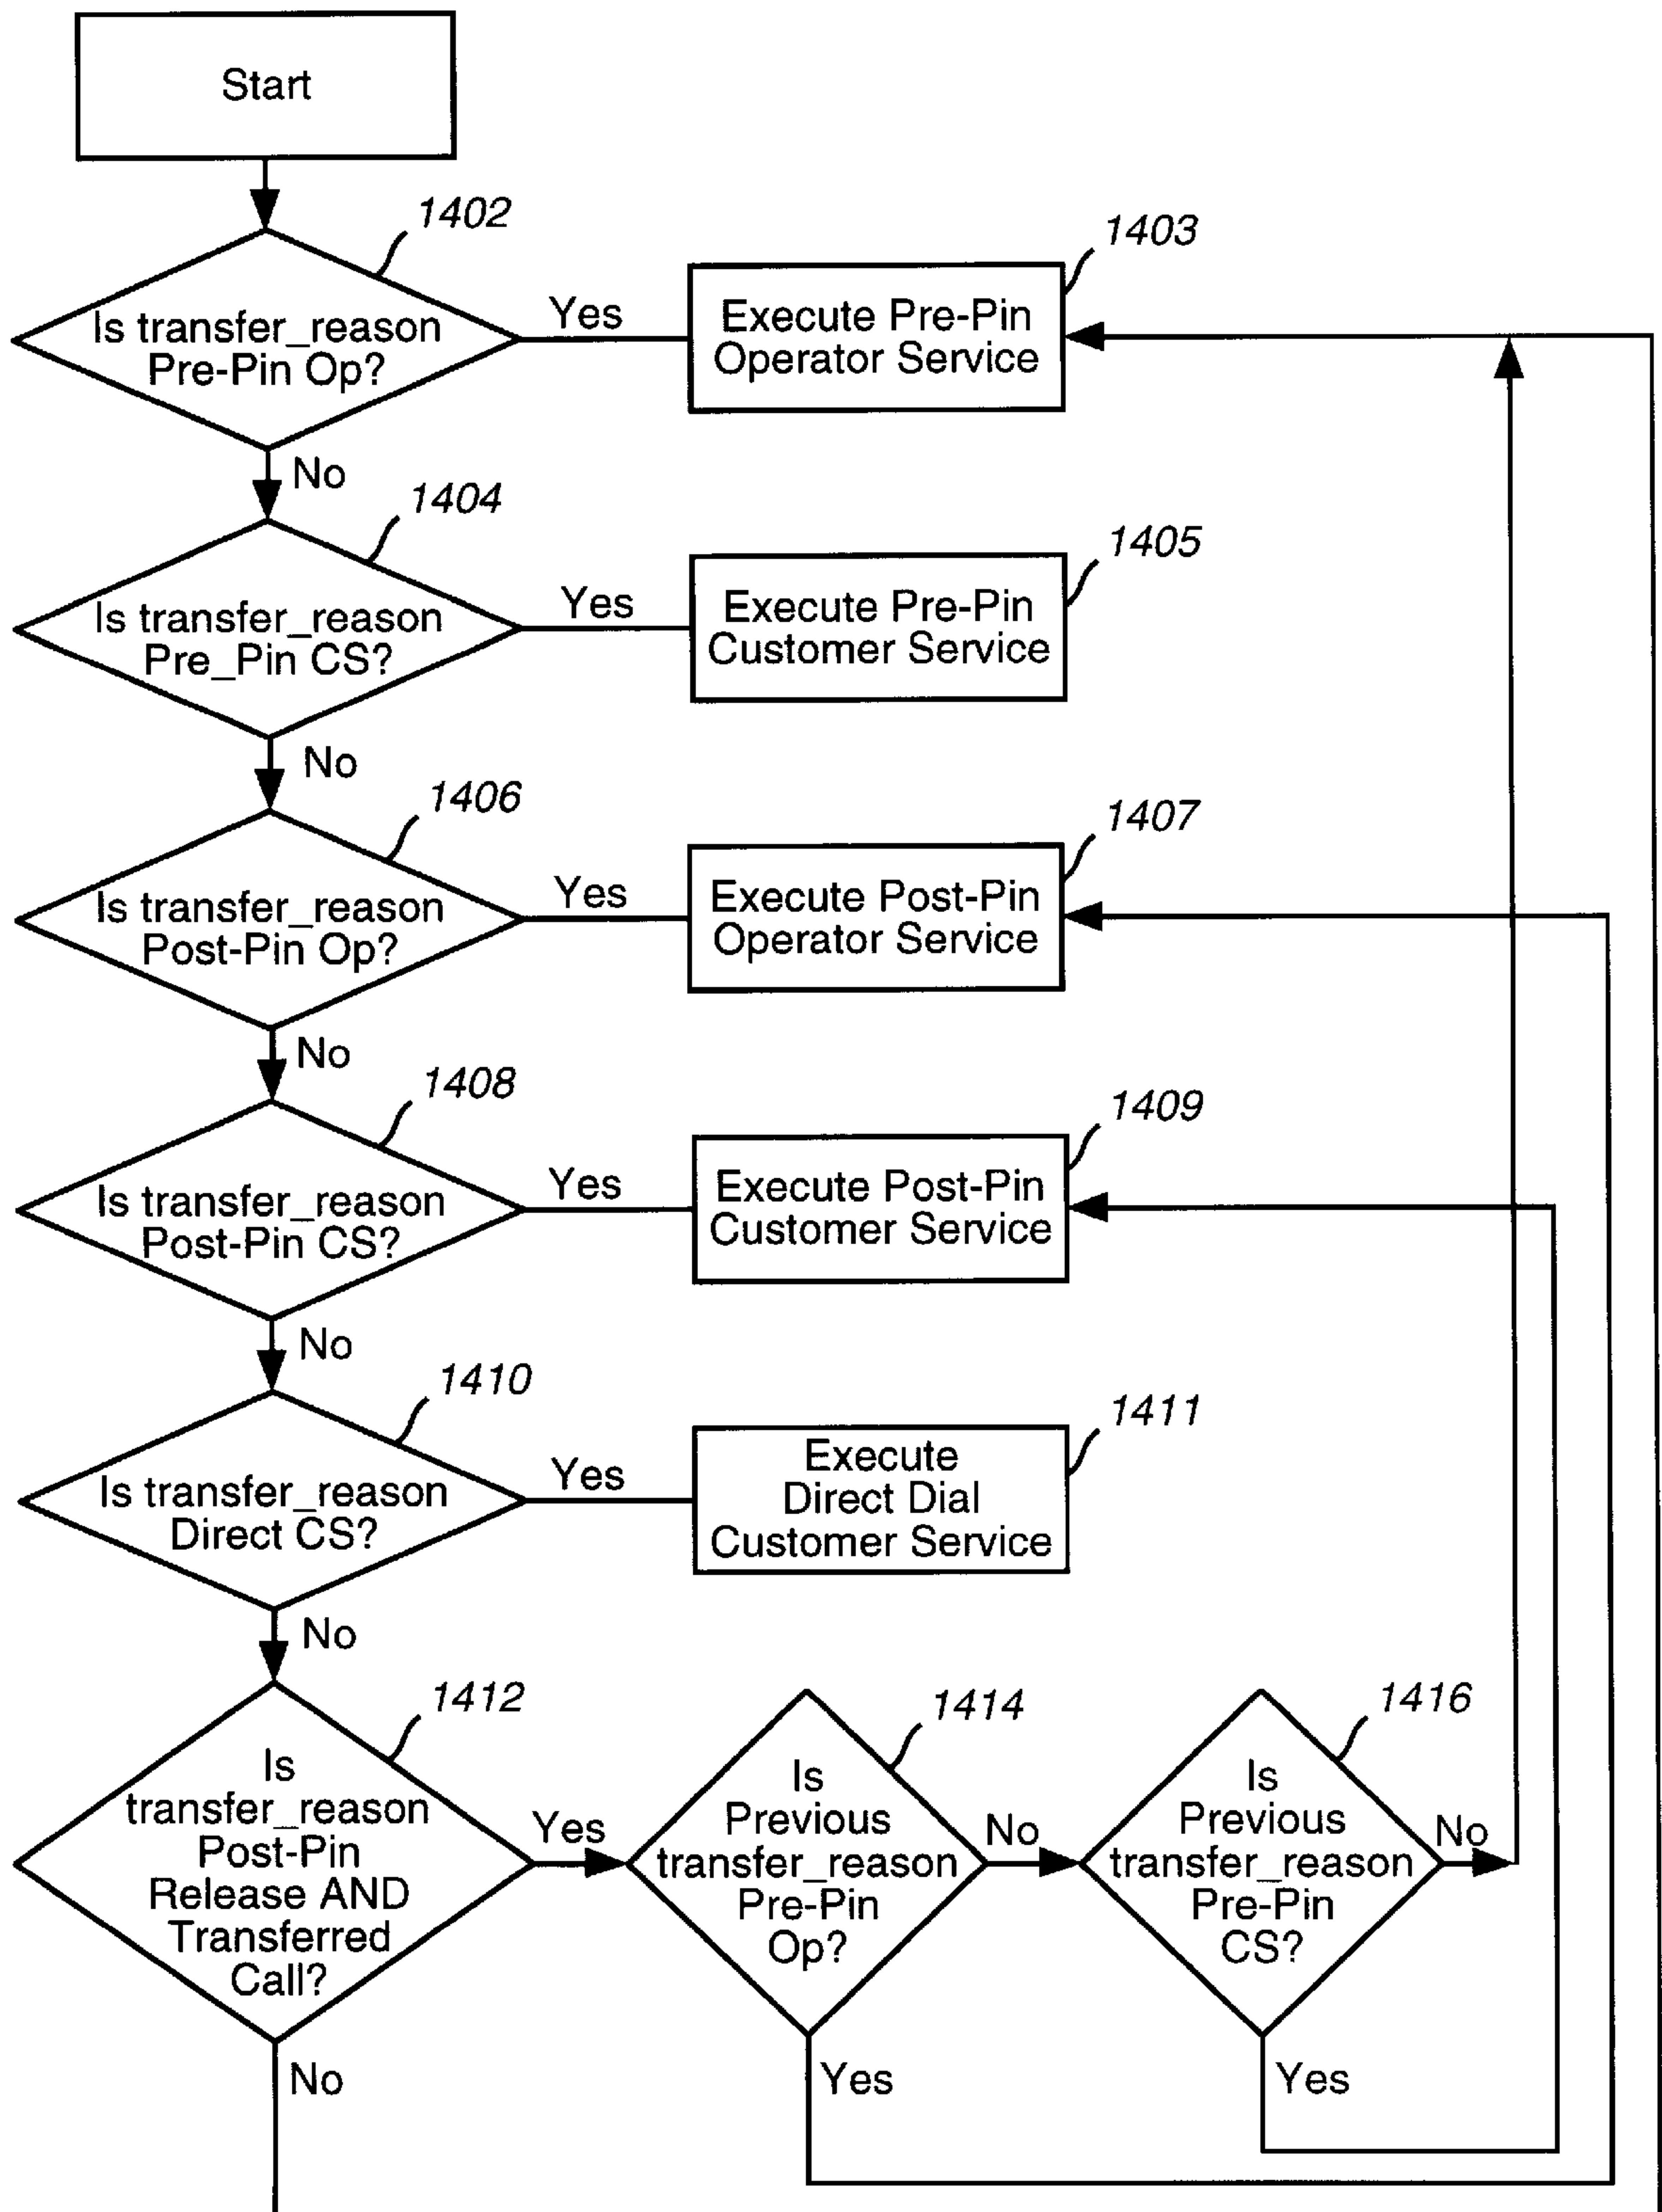 Start
1402
Is transfer_reason
Pre-Pin Op?
Yes
1403
Execute Pre-Pin
Operator Service
No
1404
Is transfer_reason
Pre_Pin CS?
Yes
1405
Execute Pre-Pin
Customer Service
No
1406
Is transfer_reason
Post-Pin Op?
Yes
1407
Execute Post-Pin
Operator Service
No
1408
Is transfer_reason
Post-Pin CS?
Yes
1409
Execute Post-Pin
Customer Service
No
1410
Is transfer_reason
Direct CS?
Yes
1411
Execute
Direct Dial
Customer Service
No
1412
Is
transfer_reason
Post-Pin
Release AND
Transferred
Call?
Yes
1414
Is
Previous
transfer_reason
Pre-Pin
Op?
No
1416
Is
Previous
transfer_reason
Pre-Pin
CS?
No
No
Yes
Yes